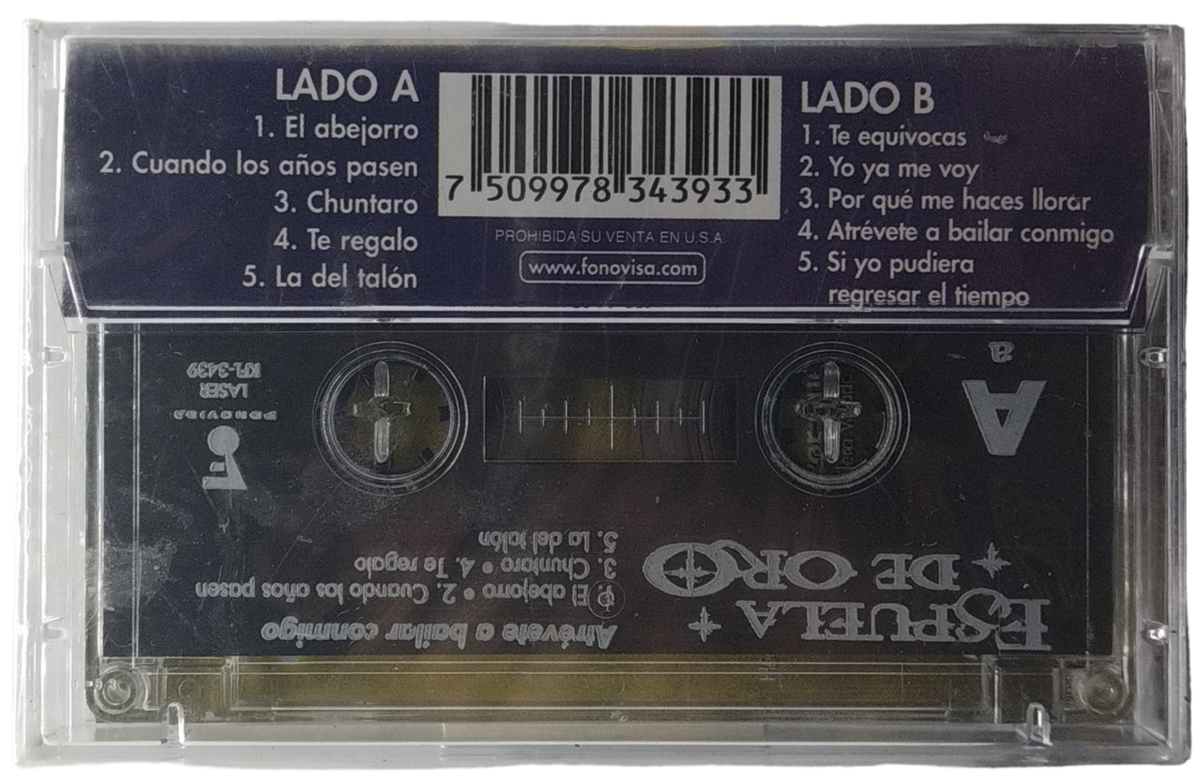 LADO A
1. El abejorro
2. Cuando los años pasen
3. Chuntaro
4. Te regalo
5. La del talón
7 509978 343933
PROHIBIDA SU VENTA EN U.S.A.
www.fonovisa.com
LADO B
1. Te equivocas
2. Yo ya me voy
3. Por qué me haces llorar
4. Atrévete a bailar conmigo
5. Si yo pudiera
regresar el tiempo
ESPUELA
DE ORO
Atrévete a bailar conmigo
℗ 1. El abejorro • 2. Cuando los años pasen
3. Chuntaro • 4. Te regalo
5. La del talón
A
a
FONOVISA
LASER
KFL-3439